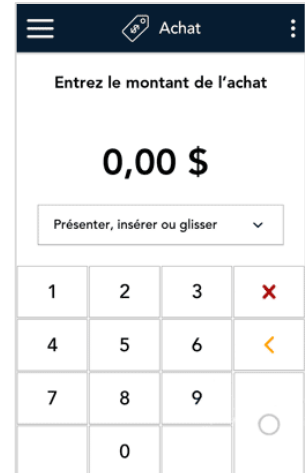 Achat
Entrez le montant de l'achat
0,00 $
Présenter, insérer ou glisser
1 2 3
4 5 6
7 8 9
0